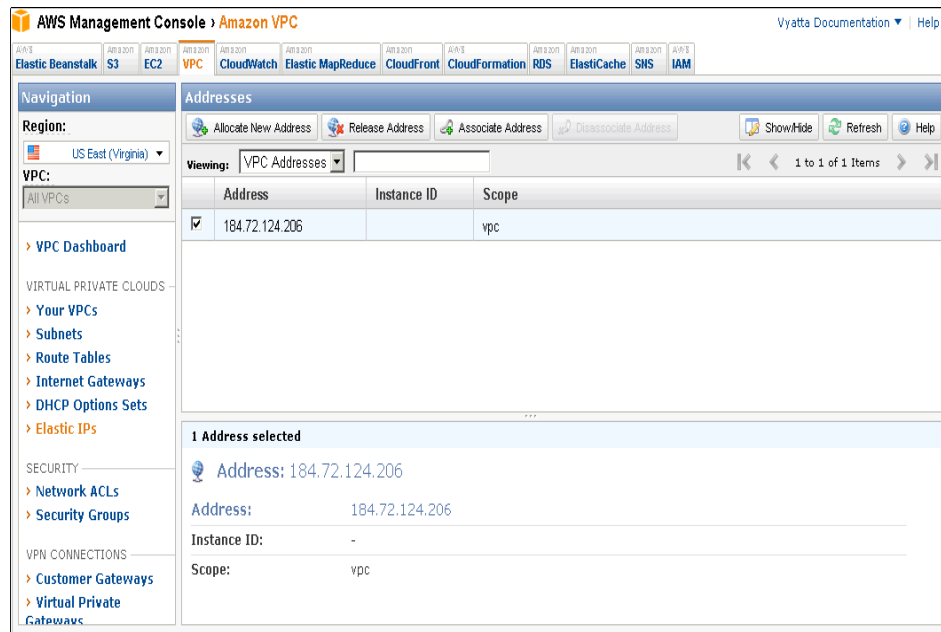 AWS Management Console › Amazon VPC
Vyatta Documentation ▼ | Help
AWS Elastic Beanstalk
Amazon S3
Amazon EC2
Amazon VPC
Amazon CloudWatch
Amazon Elastic MapReduce
Amazon CloudFront
AWS CloudFormation
Amazon RDS
Amazon ElastiCache
Amazon SNS
AWS IAM
Navigation
Region:
US East (Virginia) ▼
VPC:
All VPCs
› VPC Dashboard
VIRTUAL PRIVATE CLOUDS
› Your VPCs
› Subnets
› Route Tables
› Internet Gateways
› DHCP Options Sets
› Elastic IPs
SECURITY
› Network ACLs
› Security Groups
VPN CONNECTIONS
› Customer Gateways
› Virtual Private
Gateways
Addresses
Allocate New Address Release Address Associate Address Disassociate Address Show/Hide Refresh Help
Viewing: VPC Addresses 1 to 1 of 1 Items
Address Instance ID Scope
184.72.124.206 vpc
1 Address selected
Address: 184.72.124.206
Address: 184.72.124.206
Instance ID: -
Scope: vpc